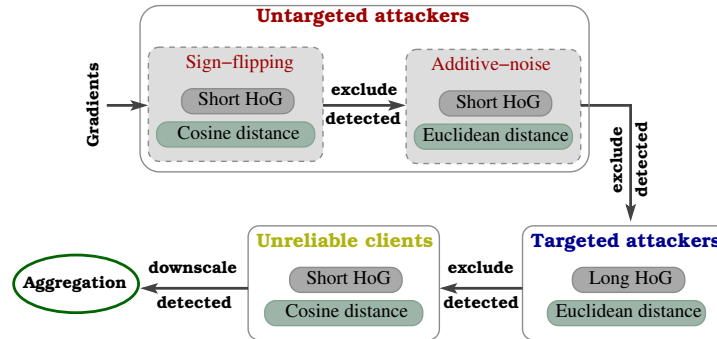 Untargeted attackers
Gradients
Sign−flipping
Short HoG
Cosine distance
exclude
detected
Additive−noise
Short HoG
Euclidean distance
exclude
detected
Targeted attackers
Long HoG
Euclidean distance
exclude
detected
Unreliable clients
Short HoG
Cosine distance
downscale
detected
Aggregation